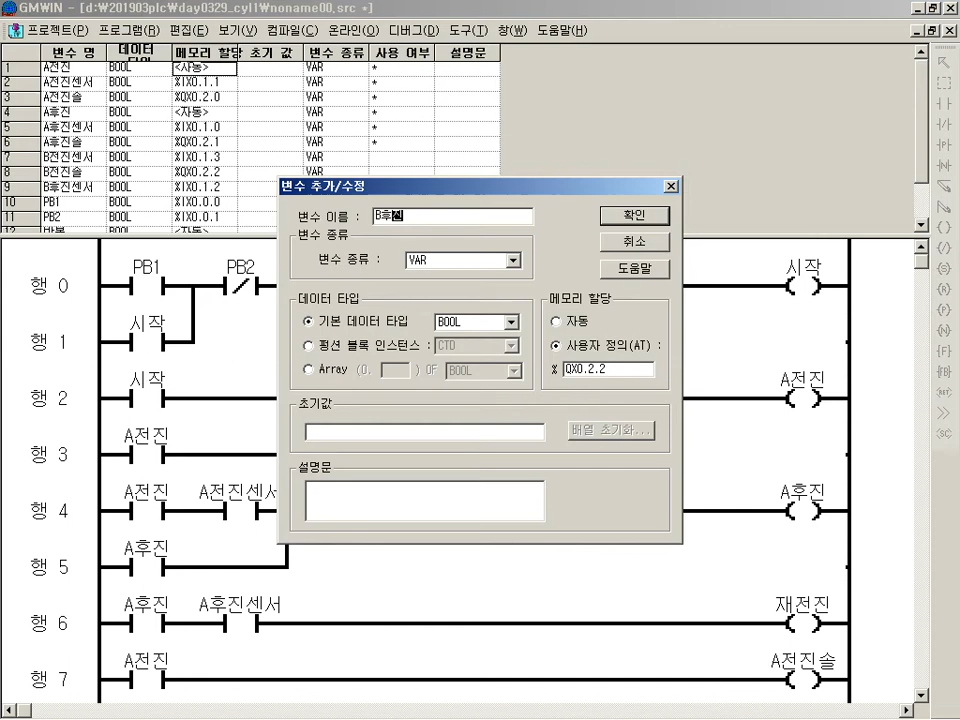 GMWIN - [d:\201903plc\day0329_cyl1\noname00,src *]
프로젝트(P) 프로그램(R) 편집(E) 보기(V) 컴파일(C) 온라인(O) 디버그(D) 도구(T) 창(W) 도움말(H)
변수 명 데이터 타입 메모리 할당 초기 값 변수 종류 사용 여부 설명문
1 A전진 BOOL <자동> VAR *
2 A전진센서 BOOL %IX0.1.1 VAR *
3 A전진솔 BOOL %QX0.2.0 VAR *
4 A후진 BOOL <자동> VAR *
5 A후진센서 BOOL %IX0.1.0 VAR *
6 A후진솔 BOOL %QX0.2.1 VAR *
7 B전진센서 BOOL %IX0.1.3 VAR
8 B전진솔 BOOL %QX0.2.2
9 B후진센서 BOOL %IX0.1.2
10 PB1 BOOL %IX0.0.0
11 PB2 BOOL %IX0.0.1
12 반복 BOOL <자동>
변수 추가/수정
변수 이름 : B후진
확인
변수 종류
취소
변수 종류 : VAR
도움말
데이터 타입
기본 데이터 타입 BOOL
펑션 블록 인스턴스 : CTD
Array (0, ) OF BOOL
메모리 할당
자동
사용자 정의(AT) :
% QX0.2.2
초기값
배열 초기화...
설명문
행 0 PB1 PB2 시작
행 1 시작
행 2 시작 A전진
행 3 A전진
행 4 A전진 A전진센서 A후진
행 5 A후진
행 6 A후진 A후진센서 재전진
행 7 A전진 A전진솔